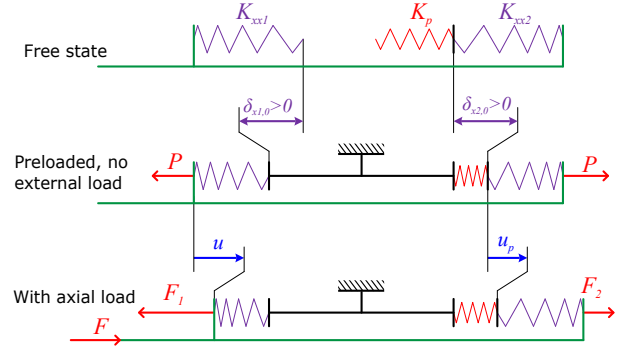 K_xx1 K_p K_xx2
Free state
δ_x1,0>0 δ_x2,0>0
Preloaded, no
external load
P P
u u_p
With axial load
F_1 F_2
F